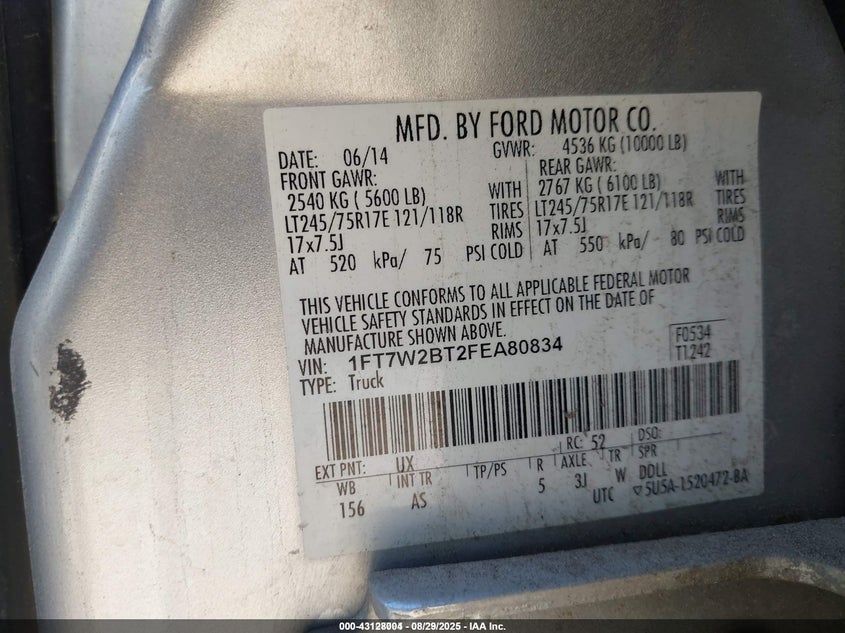 MFD. BY FORD MOTOR CO.
DATE: 06/14 GVWR: 4536 KG (10000 LB)
FRONT GAWR: REAR GAWR:
2540 KG ( 5600 LB) WITH 2767 KG ( 6100 LB) WITH
LT245/75R17E 121/118R TIRES LT245/75R17E 121/118R TIRES
17x7.5J RIMS 17x7.5J RIMS
AT 520 kPa/ 75 PSI COLD AT 550 kPa/ 80 PSI COLD
THIS VEHICLE CONFORMS TO ALL APPLICABLE FEDERAL MOTOR
VEHICLE SAFETY STANDARDS IN EFFECT ON THE DATE OF
MANUFACTURE SHOWN ABOVE.
VIN: 1FT7W2BT2FEA80834 F0534
TYPE: Truck T1242
EXT PNT: UX RC: 52 DSO:
WB INT TR TP/PS R AXLE TR SPR
156 AS 5 3J W DDLL
UTC ▽5U5A-1520472-BA
000-43128004 - 08/29/2025 - IAA Inc.